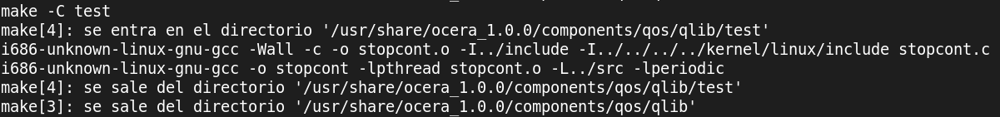 make -C test
make[4]: se entra en el directorio '/usr/share/ocera_1.0.0/components/qos/qlib/test'
i686-unknown-linux-gnu-gcc -Wall -c -o stopcont.o -I../include -I../../../../kernel/linux/include stopcont.c
i686-unknown-linux-gnu-gcc -o stopcont -lpthread stopcont.o -L../src -lperiodic
make[4]: se sale del directorio '/usr/share/ocera_1.0.0/components/qos/qlib/test'
make[3]: se sale del directorio '/usr/share/ocera_1.0.0/components/qos/qlib'